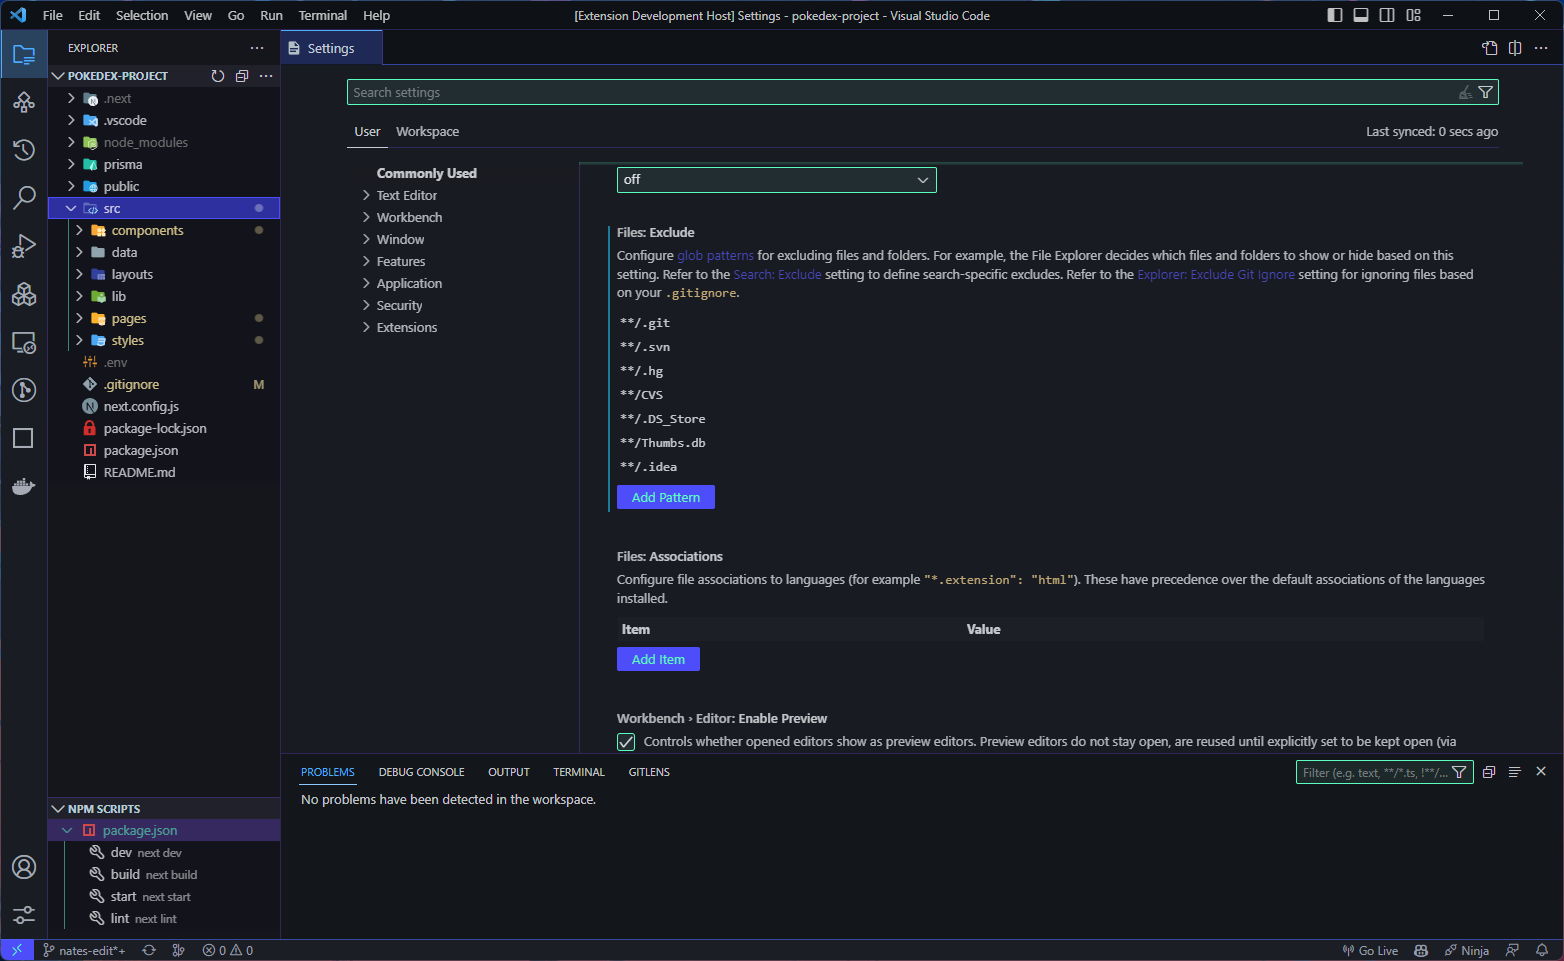 File Edit Selection View Go Run Terminal Help
[Extension Development Host] Settings - pokedex-project - Visual Studio Code
EXPLORER
POKEDEX-PROJECT
.next
.vscode
node_modules
prisma
public
src
components
data
layouts
lib
pages
styles
.env
.gitignore M
next.config.js
package-lock.json
package.json
README.md
NPM SCRIPTS
package.json
dev next dev
build next build
start next start
lint next lint
Settings
Search settings
User Workspace
Last synced: 0 secs ago
Commonly Used
Text Editor
Workbench
Window
Features
Application
Security
Extensions
off
Files: Exclude
Configure glob patterns for excluding files and folders. For example, the File Explorer decides which files and folders to show or hide based on this
setting. Refer to the Search: Exclude setting to define search-specific excludes. Refer to the Explorer: Exclude Git Ignore setting for ignoring files based
on your .gitignore.
**/.git
**/.svn
**/.hg
**/CVS
**/.DS_Store
**/Thumbs.db
**/.idea
Add Pattern
Files: Associations
Configure file associations to languages (for example "*.extension": "html"). These have precedence over the default associations of the languages
installed.
Item Value
Add Item
Workbench › Editor: Enable Preview
Controls whether opened editors show as preview editors. Preview editors do not stay open, are reused until explicitly set to be kept open (via
PROBLEMS DEBUG CONSOLE OUTPUT TERMINAL GITLENS
Filter (e.g. text, **/*.ts, !**/...
No problems have been detected in the workspace.
nates-edit*+ 0 0
Go Live Ninja